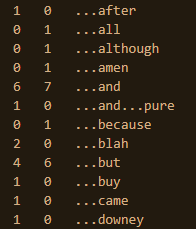 1 0 ...after
0 1 ...all
0 1 ...although
0 1 ...amen
6 7 ...and
1 0 ...and...pure
0 1 ...because
2 0 ...blah
4 6 ...but
1 0 ...buy
1 0 ...came
1 0 ...downey